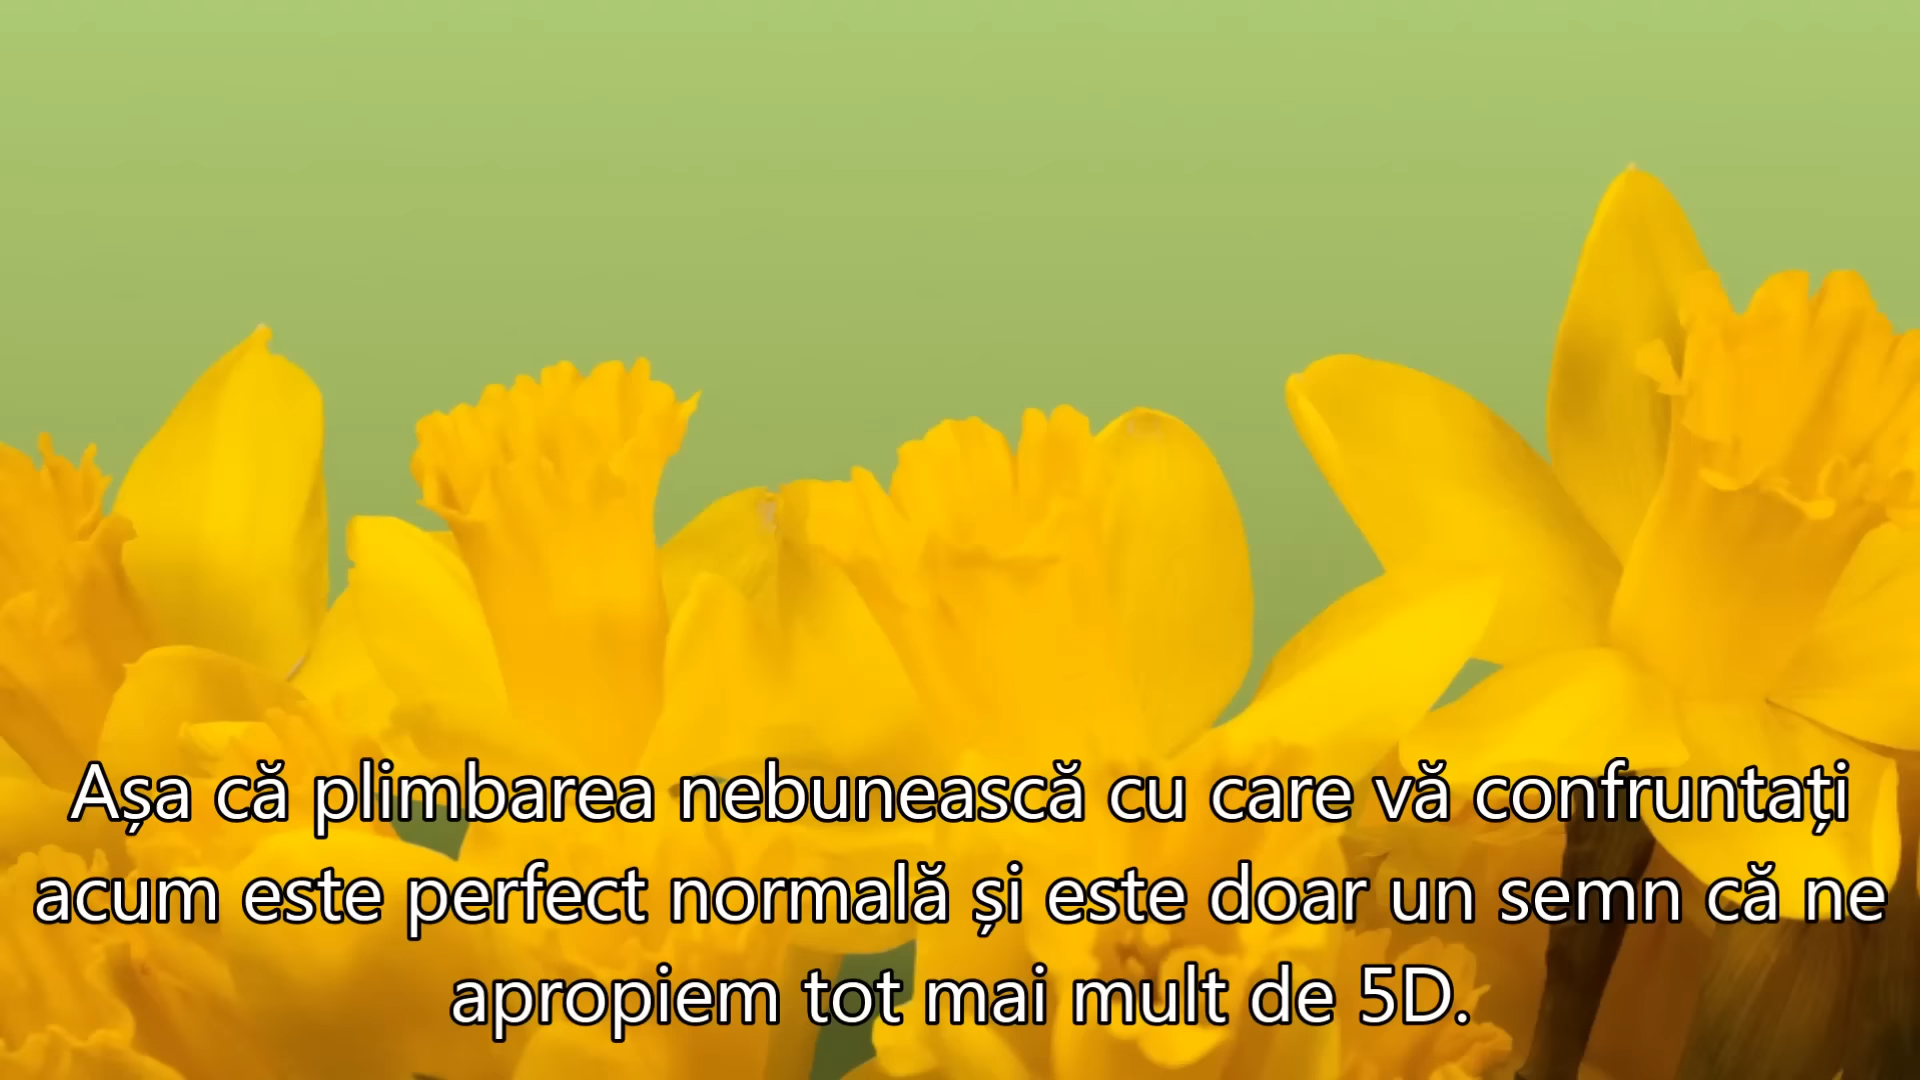 Așa că plimbarea nebunească cu care vă confruntați
acum este perfect normală și este doar un semn că ne
apropiem tot mai mult de 5D.